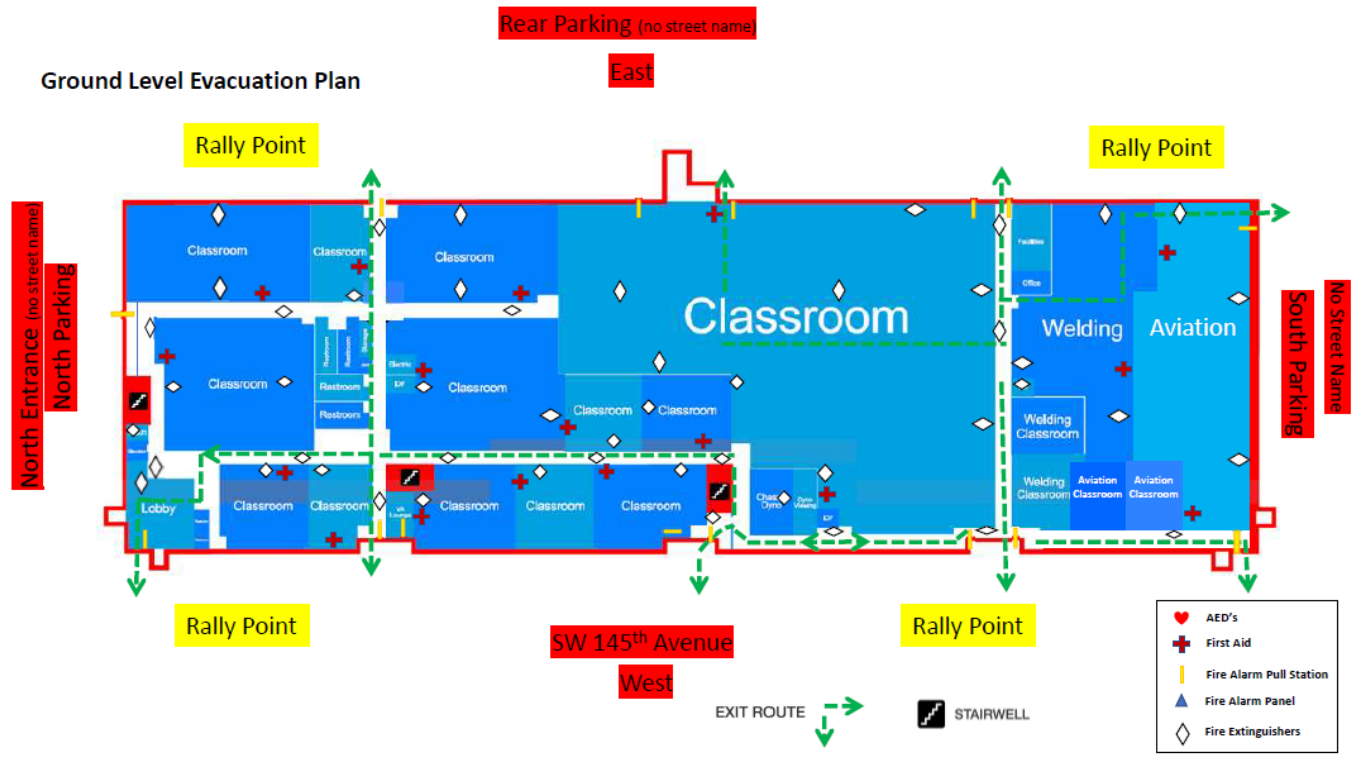 Rear Parking (no street name)
East
Ground Level Evacuation Plan
Rally Point
Rally Point
North Entrance (no street name)
North Parking
Classroom
Classroom
Classroom
Facilities
Office
Classroom
Welding
Aviation
No Street Name
South Parking
Restroom
Restroom
Storage
Electric
IDF
Classroom
Restroom
Restroom
Classroom
Classroom
Classroom
Welding
Classroom
Lobby
Classroom
Classroom
VA
Lounge
Classroom
Classroom
Classroom
Dyno
Dyno
Viewing
IDF
Welding
Classroom
Aviation
Classroom
Aviation
Classroom
Rally Point
SW 145th Avenue
West
Rally Point
EXIT ROUTE
STAIRWELL
AED's
First Aid
Fire Alarm Pull Station
Fire Alarm Panel
Fire Extinguishers